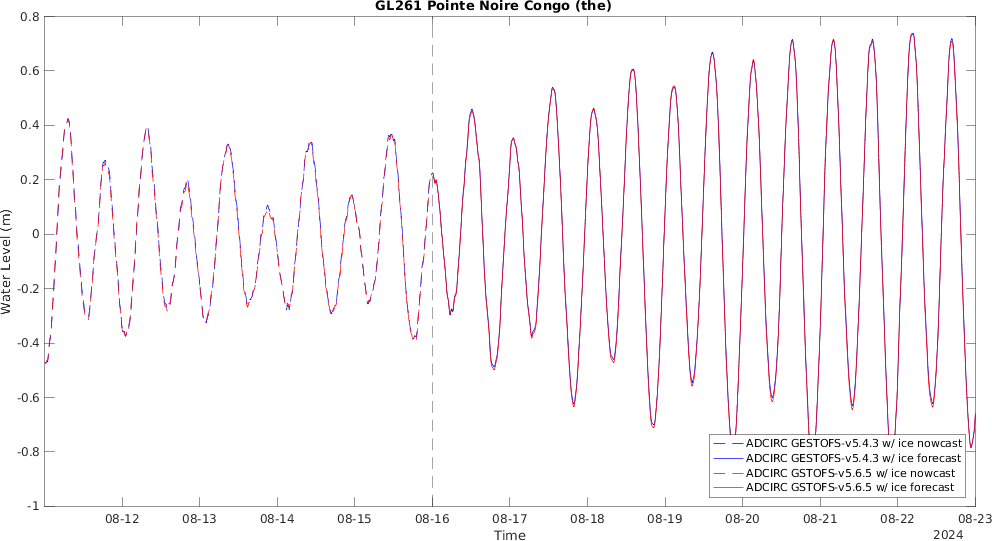 GL261 Pointe Noire Congo (the)
0.8
0.6
0.4
0.2
0
-0.2
-0.4
-0.6
-0.8
-1
Water Level (m)
ADCIRC GESTOFS-v5.4.3 w/ ice nowcast
ADCIRC GESTOFS-v5.4.3 w/ ice forecast
ADCIRC GSTOFS-v5.6.5 w/ ice nowcast
ADCIRC GSTOFS-v5.6.5 w/ ice forecast
08-12 08-13 08-14 08-15 08-16 08-17 08-18 08-19 08-20 08-21 08-22 08-23
Time
2024